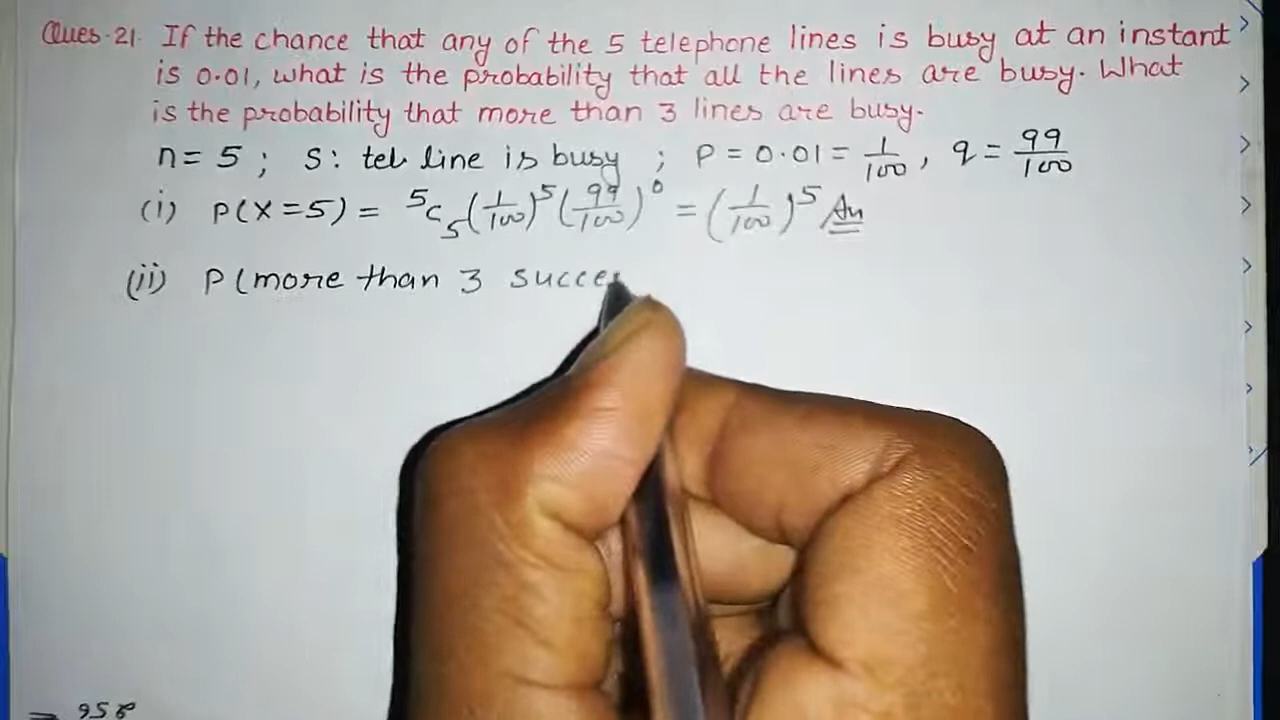 Ques. 21. If the chance that any of the 5 telephone lines is busy at an instant
is 0.01, what is the probability that all the lines are busy. What
is the probability that more than 3 lines are busy.
n = 5 ; S : tel. line is busy ; P = 0.01 = 1/100 , q = 99/100
(i) P(X = 5) = ⁵C₅ (1/100)⁵ (99/100)⁰ = (1/100)⁵ An
(ii) P(more than 3 succe